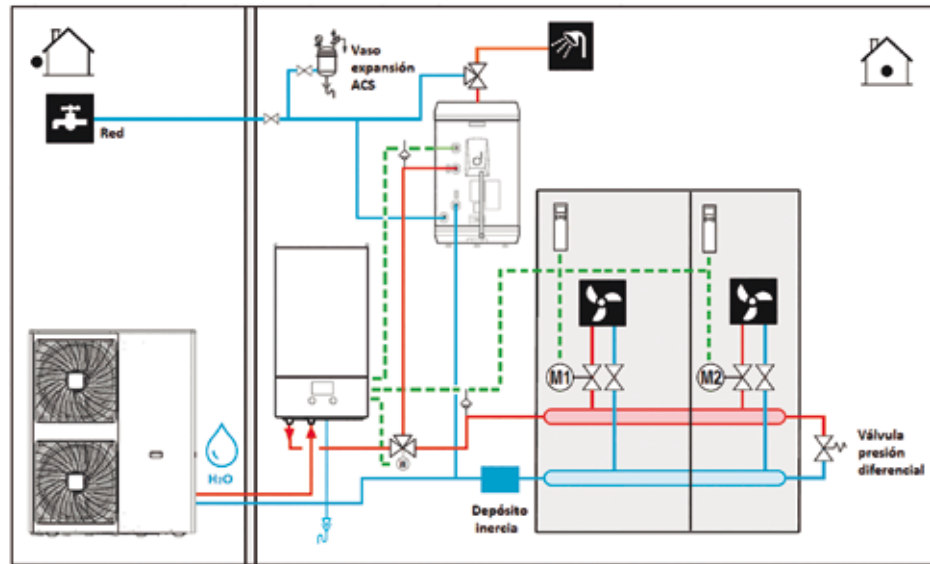 Vaso
expansión
ACS
Red
M1
M2
Válvula
presión
diferencial
H₂O
Depósito
inercia